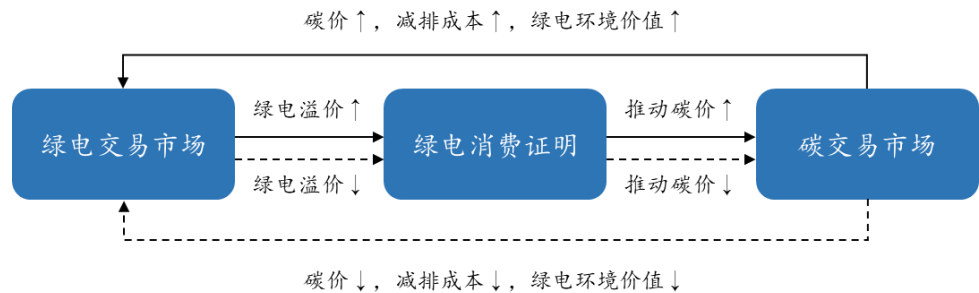 碳价↑，减排成本↑，绿电环境价值↑
绿电溢价↑
推动碳价↑
绿电交易市场
绿电消费证明
碳交易市场
绿电溢价↓
推动碳价↓
碳价↓，减排成本↓，绿电环境价值↓